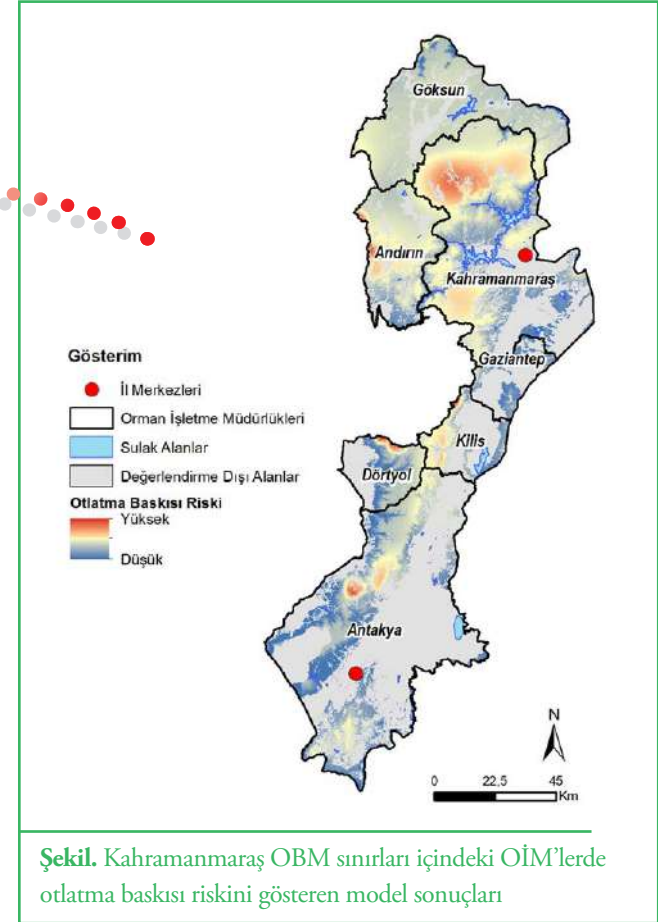 Göksun
Andırın
Kahramanmaraş
Gaziantep
Kilis
Dörtyol
Antakya
Gösterim
İl Merkezleri
Orman İşletme Müdürlükleri
Sulak Alanlar
Değerlendirme Dışı Alanlar
Otlatma Baskısı Riski
Yüksek
Düşük
N
0 22,5 45
Km
Şekil. Kahramanmaraş OBM sınırları içindeki OİM’lerde
otlatma baskısı riskini gösteren model sonuçları